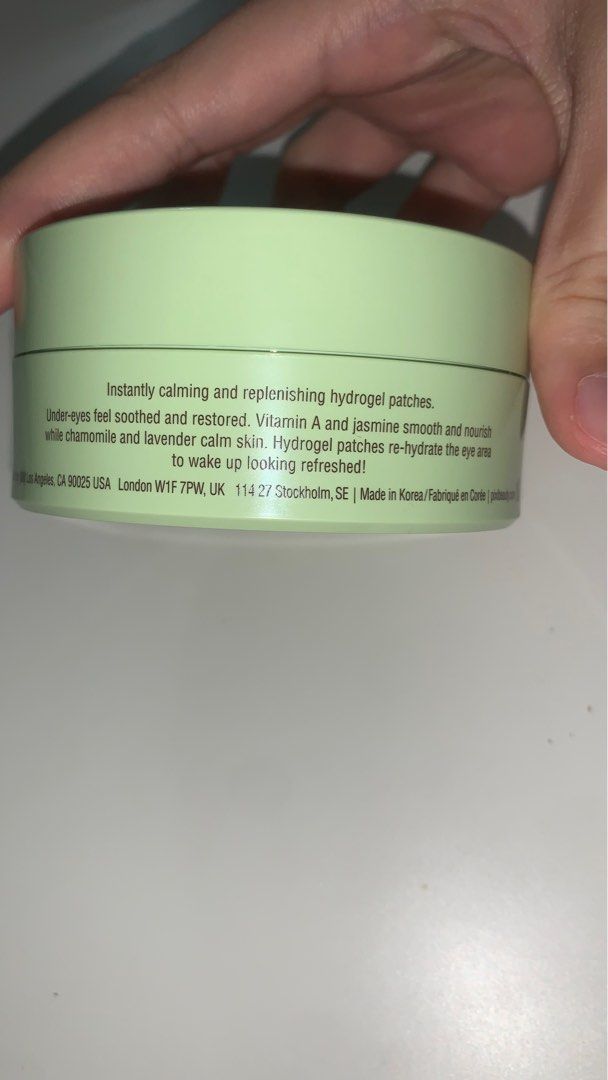 Instantly calming and replenishing hydrogel patches.
Under-eyes feel soothed and restored. Vitamin A and jasmine smooth and nourish
while chamomile and lavender calm skin. Hydrogel patches re-hydrate the eye area
to wake up looking refreshed!
Los Angeles, CA 90025 USA London W1F 7PW, UK 114 27 Stockholm, SE | Made in Korea/Fabriqué en Corée | pixibeauty.com